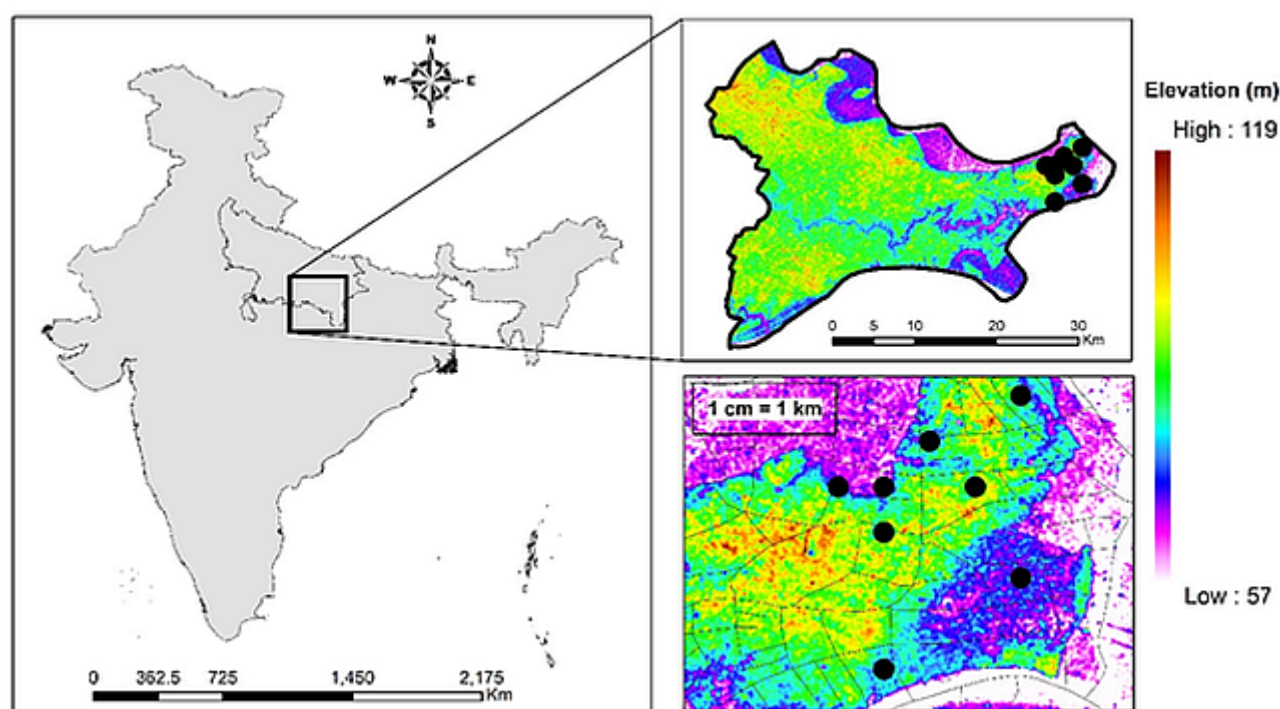 N
W E
S
0 362.5 725 1,450 2,175
Km
0 5 10 20 30
Km
1 cm = 1 km
Elevation (m)
High : 119
Low : 57